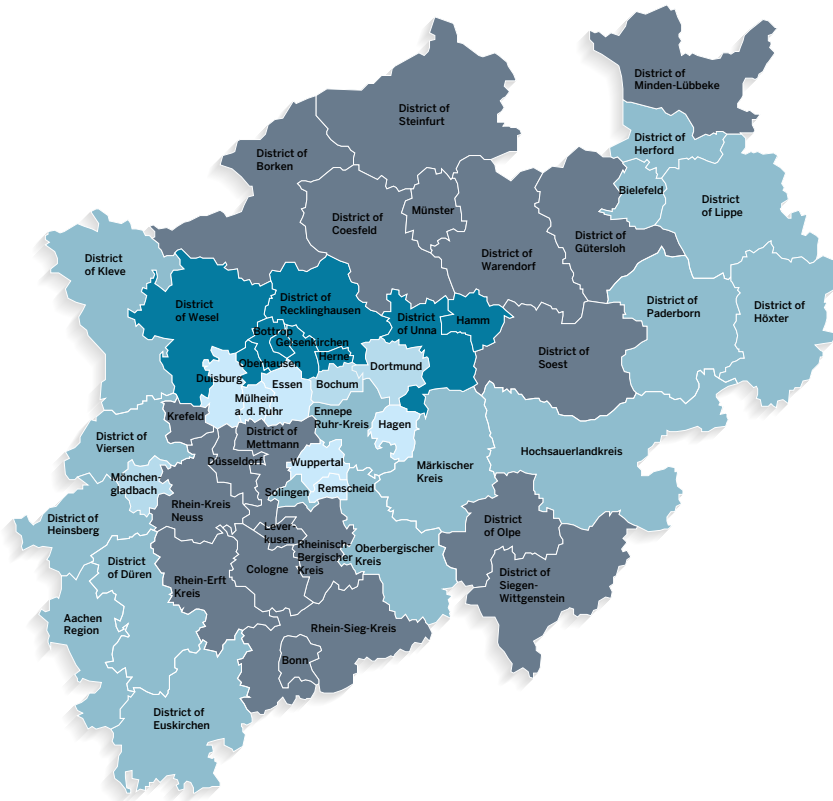 District of
Minden-Lübbeke
District of
Steinfurt
District of
Herford
District of
Borken
Bielefeld
District
of Lippe
Münster
District of
Coesfeld
District of
Gütersloh
District of
Warendorf
District
of Kleve
District
of Wesel
District of
Recklinghausen
District of
Paderborn
District of
Höxter
District
of Unna
Hamm
Bottrop
Gelsenkirchen
Herne
Oberhausen
District of
Soest
Dortmund
Duisburg
Essen
Bochum
Mülheim
a. d. Ruhr
Krefeld
Ennepe
Ruhr-Kreis
Hagen
District of
Mettmann
District of
Viersen
Hochsauerlandkreis
Düsseldorf
Wuppertal
Märkischer
Kreis
Mönchen-
gladbach
Solingen
Remscheid
Rhein-Kreis
Neuss
District of
Heinsberg
District
of Olpe
Lever-
kusen
Rheinisch-
Bergischer
Kreis
Oberbergischer
Kreis
District
of Düren
Cologne
Rhein-Erft
Kreis
District of
Siegen-
Wittgenstein
Aachen
Region
Rhein-Sieg-Kreis
Bonn
District of
Euskirchen